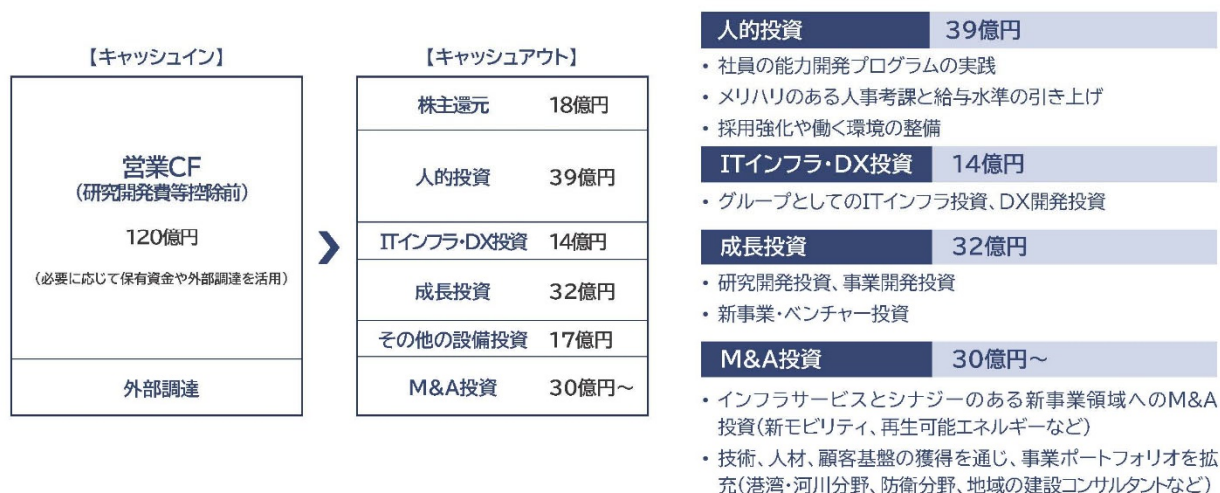 【キャッシュイン】
営業CF
(研究開発費等控除前)
120億円
(必要に応じて保有資金や外部調達を活用)
外部調達
【キャッシュアウト】
株主還元 18億円
人的投資 39億円
ITインフラ・DX投資 14億円
成長投資 32億円
その他の設備投資 17億円
M&A投資 30億円～
人的投資 39億円
・社員の能力開発プログラムの実践
・メリハリのある人事考課と給与水準の引き上げ
・採用強化や働く環境の整備
ITインフラ・DX投資 14億円
・グループとしてのITインフラ投資、DX開発投資
成長投資 32億円
・研究開発投資、事業開発投資
・新事業・ベンチャー投資
M&A投資 30億円～
・インフラサービスとシナジーのある新事業領域へのM&A
投資(新モビリティ、再生可能エネルギーなど)
・技術、人材、顧客基盤の獲得を通じ、事業ポートフォリオを拡
充(港湾・河川分野、防衛分野、地域の建設コンサルタントなど)